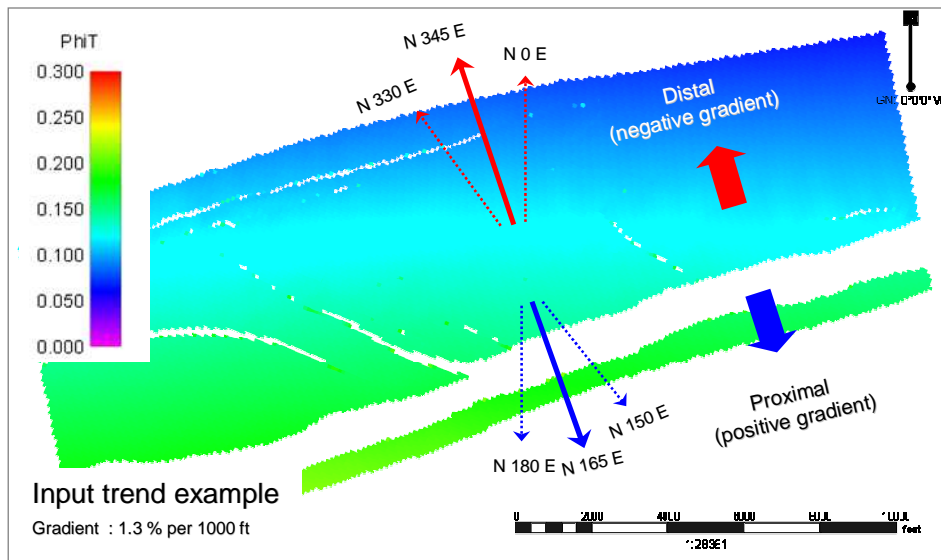 PhiT
0.300
0.250
0.200
0.150
0.100
0.050
0.000
N 345 E
N 0 E
N 330 E
Distal
(negative gradient)
Proximal
(positive gradient)
N 150 E
N 180 E
N 165 E
Input trend example
Gradient : 1.3 % per 1000 ft
0 2000 4000 6000 8000 10000
feet